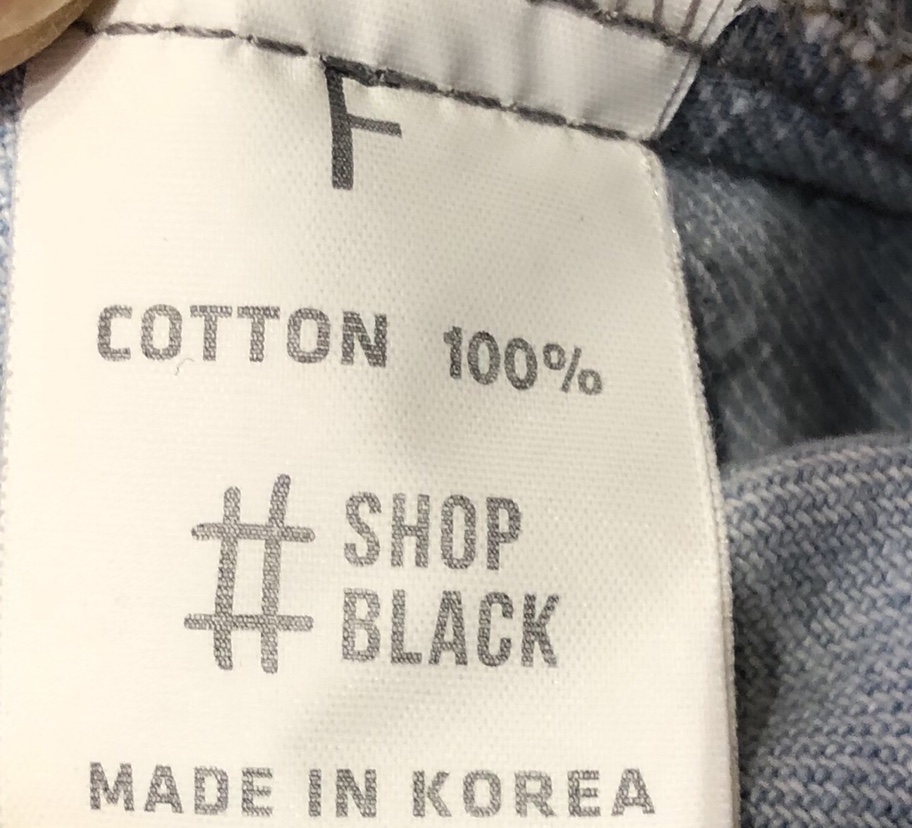 F
COTTON 100%
# SHOP
BLACK
MADE IN KOREA